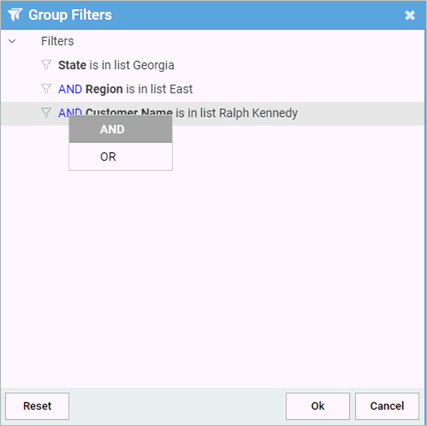 Group Filters
Filters
State is in list Georgia
AND Region is in list East
AND Customer Name is in list Ralph Kennedy
AND
OR
Reset
Ok
Cancel